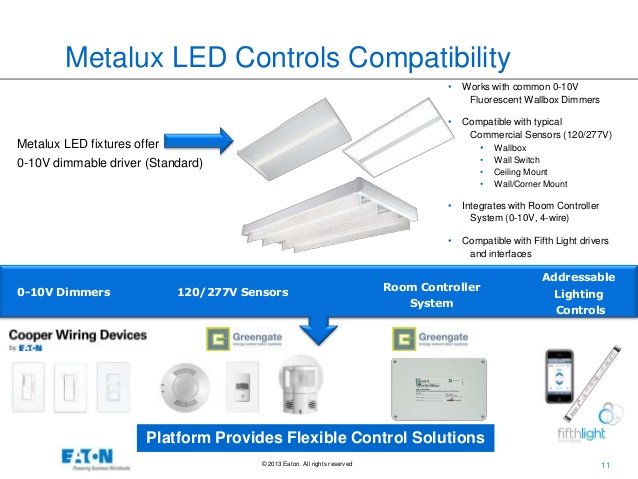 Metalux LED Controls Compatibility
Metalux LED fixtures offer
0-10V dimmable driver (Standard)
• Works with common 0-10V
Fluorescent Wallbox Dimmers
• Compatible with typical
Commercial Sensors (120/277V)
• Wallbox
• Wall Switch
• Ceiling Mount
• Wall/Corner Mount
• Integrates with Room Controller
System (0-10V, 4-wire)
• Compatible with Fifth Light drivers
and interfaces
0-10V Dimmers
120/277V Sensors
Room Controller
System
Addressable
Lighting
Controls
Cooper Wiring Devices
by EATON
Greengate
energy conservation systems
Greengate
energy conservation systems
fifthlight
Platform Provides Flexible Control Solutions
EATON
Powering Business Worldwide
© 2013 Eaton. All rights reserved
11